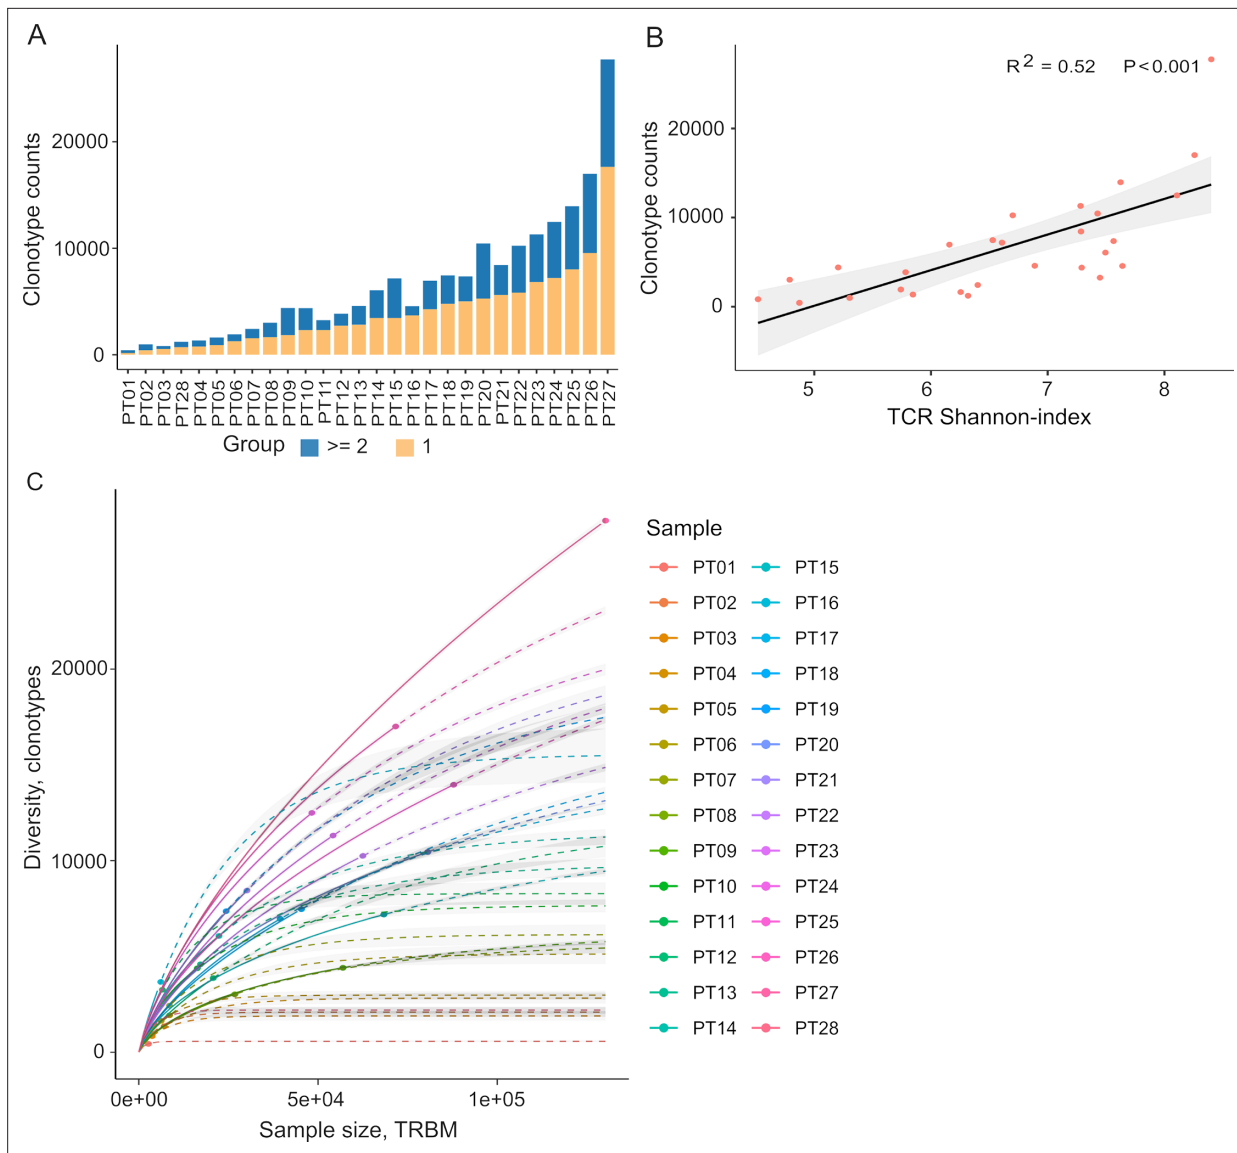 A
Clonotype counts
20000
10000
0
PT01 PT02 PT03 PT28 PT04 PT05 PT06 PT07 PT08 PT09 PT10 PT11 PT12 PT13 PT14 PT15 PT16 PT17 PT18 PT19 PT20 PT21 PT22 PT23 PT24 PT25 PT26 PT27
Group >= 2 1
B
R2 = 0.52 P<0.001
Clonotype counts
20000
10000
0
5 6 7 8
TCR Shannon-index
C
Diversity, clonotypes
20000
10000
0
0e+00 5e+04 1e+05
Sample size, TRBM
Sample
PT01 PT15
PT02 PT16
PT03 PT17
PT04 PT18
PT05 PT19
PT06 PT20
PT07 PT21
PT08 PT22
PT09 PT23
PT10 PT24
PT11 PT25
PT12 PT26
PT13 PT27
PT14 PT28